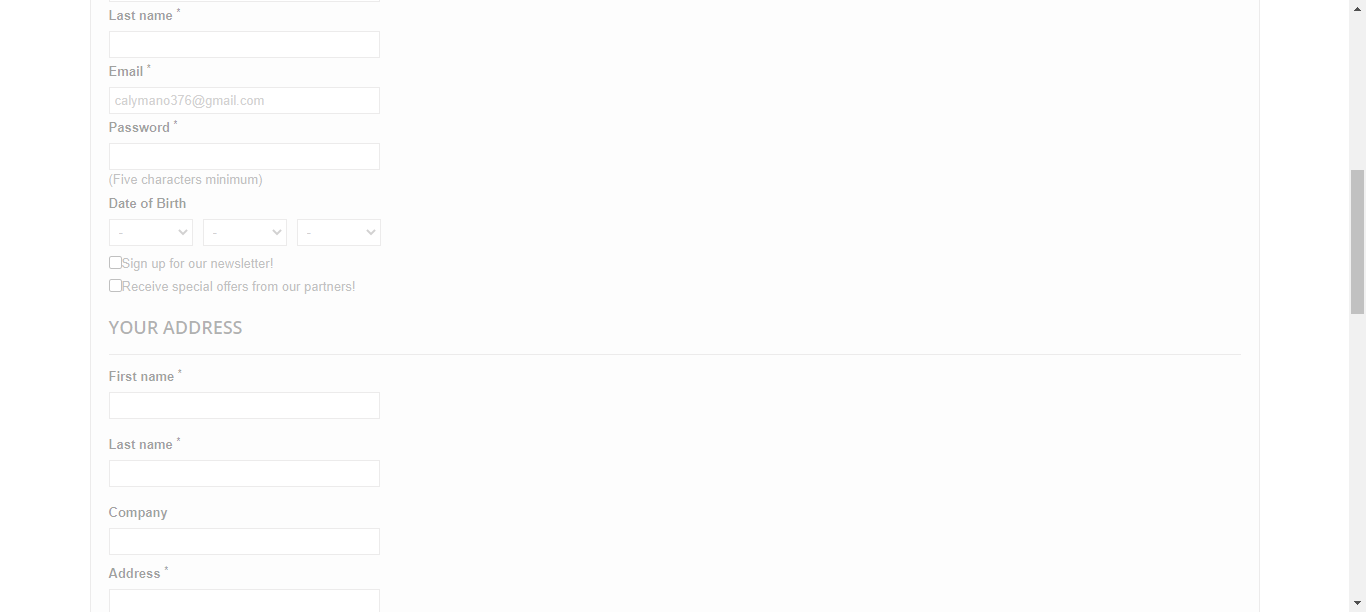 Last name *
Email *
calymano376@gmail.com
Password *
(Five characters minimum)
Date of Birth
- - -
Sign up for our newsletter!
Receive special offers from our partners!
YOUR ADDRESS
First name *
Last name *
Company
Address *